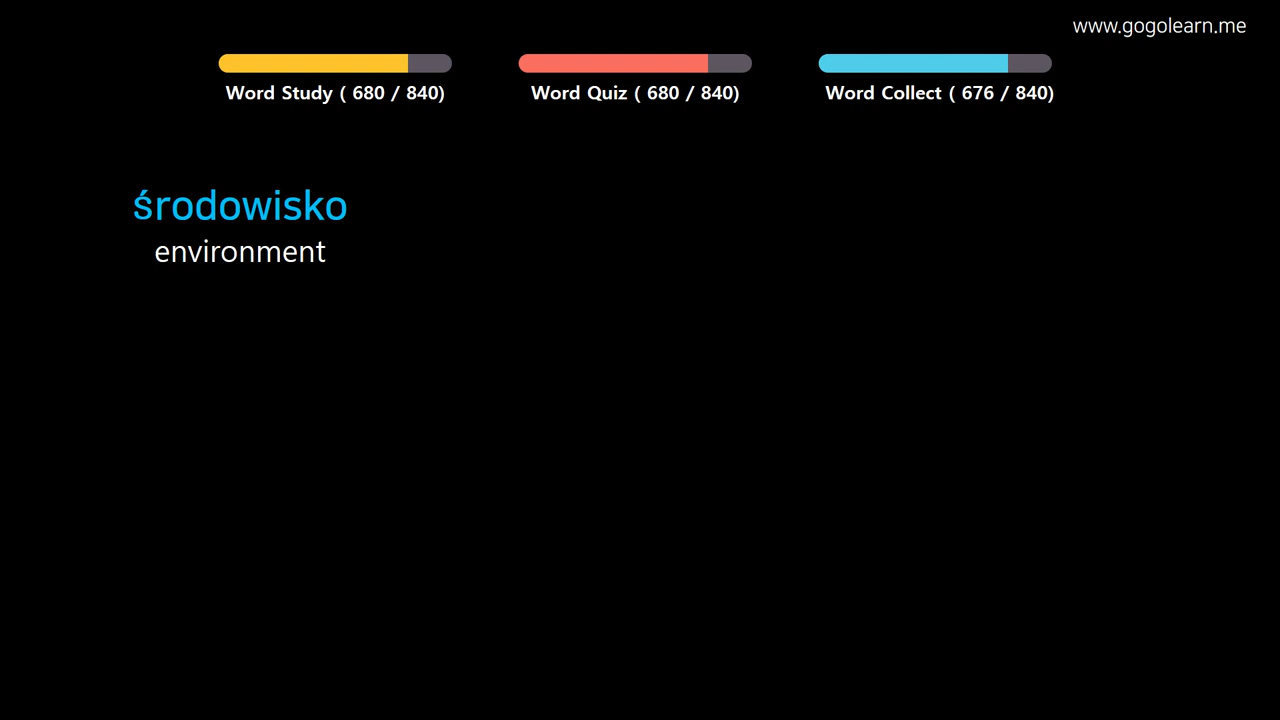 www.gogolearn.me
Word Study ( 680 / 840)
Word Quiz ( 680 / 840)
Word Collect ( 676 / 840)
środowisko
environment